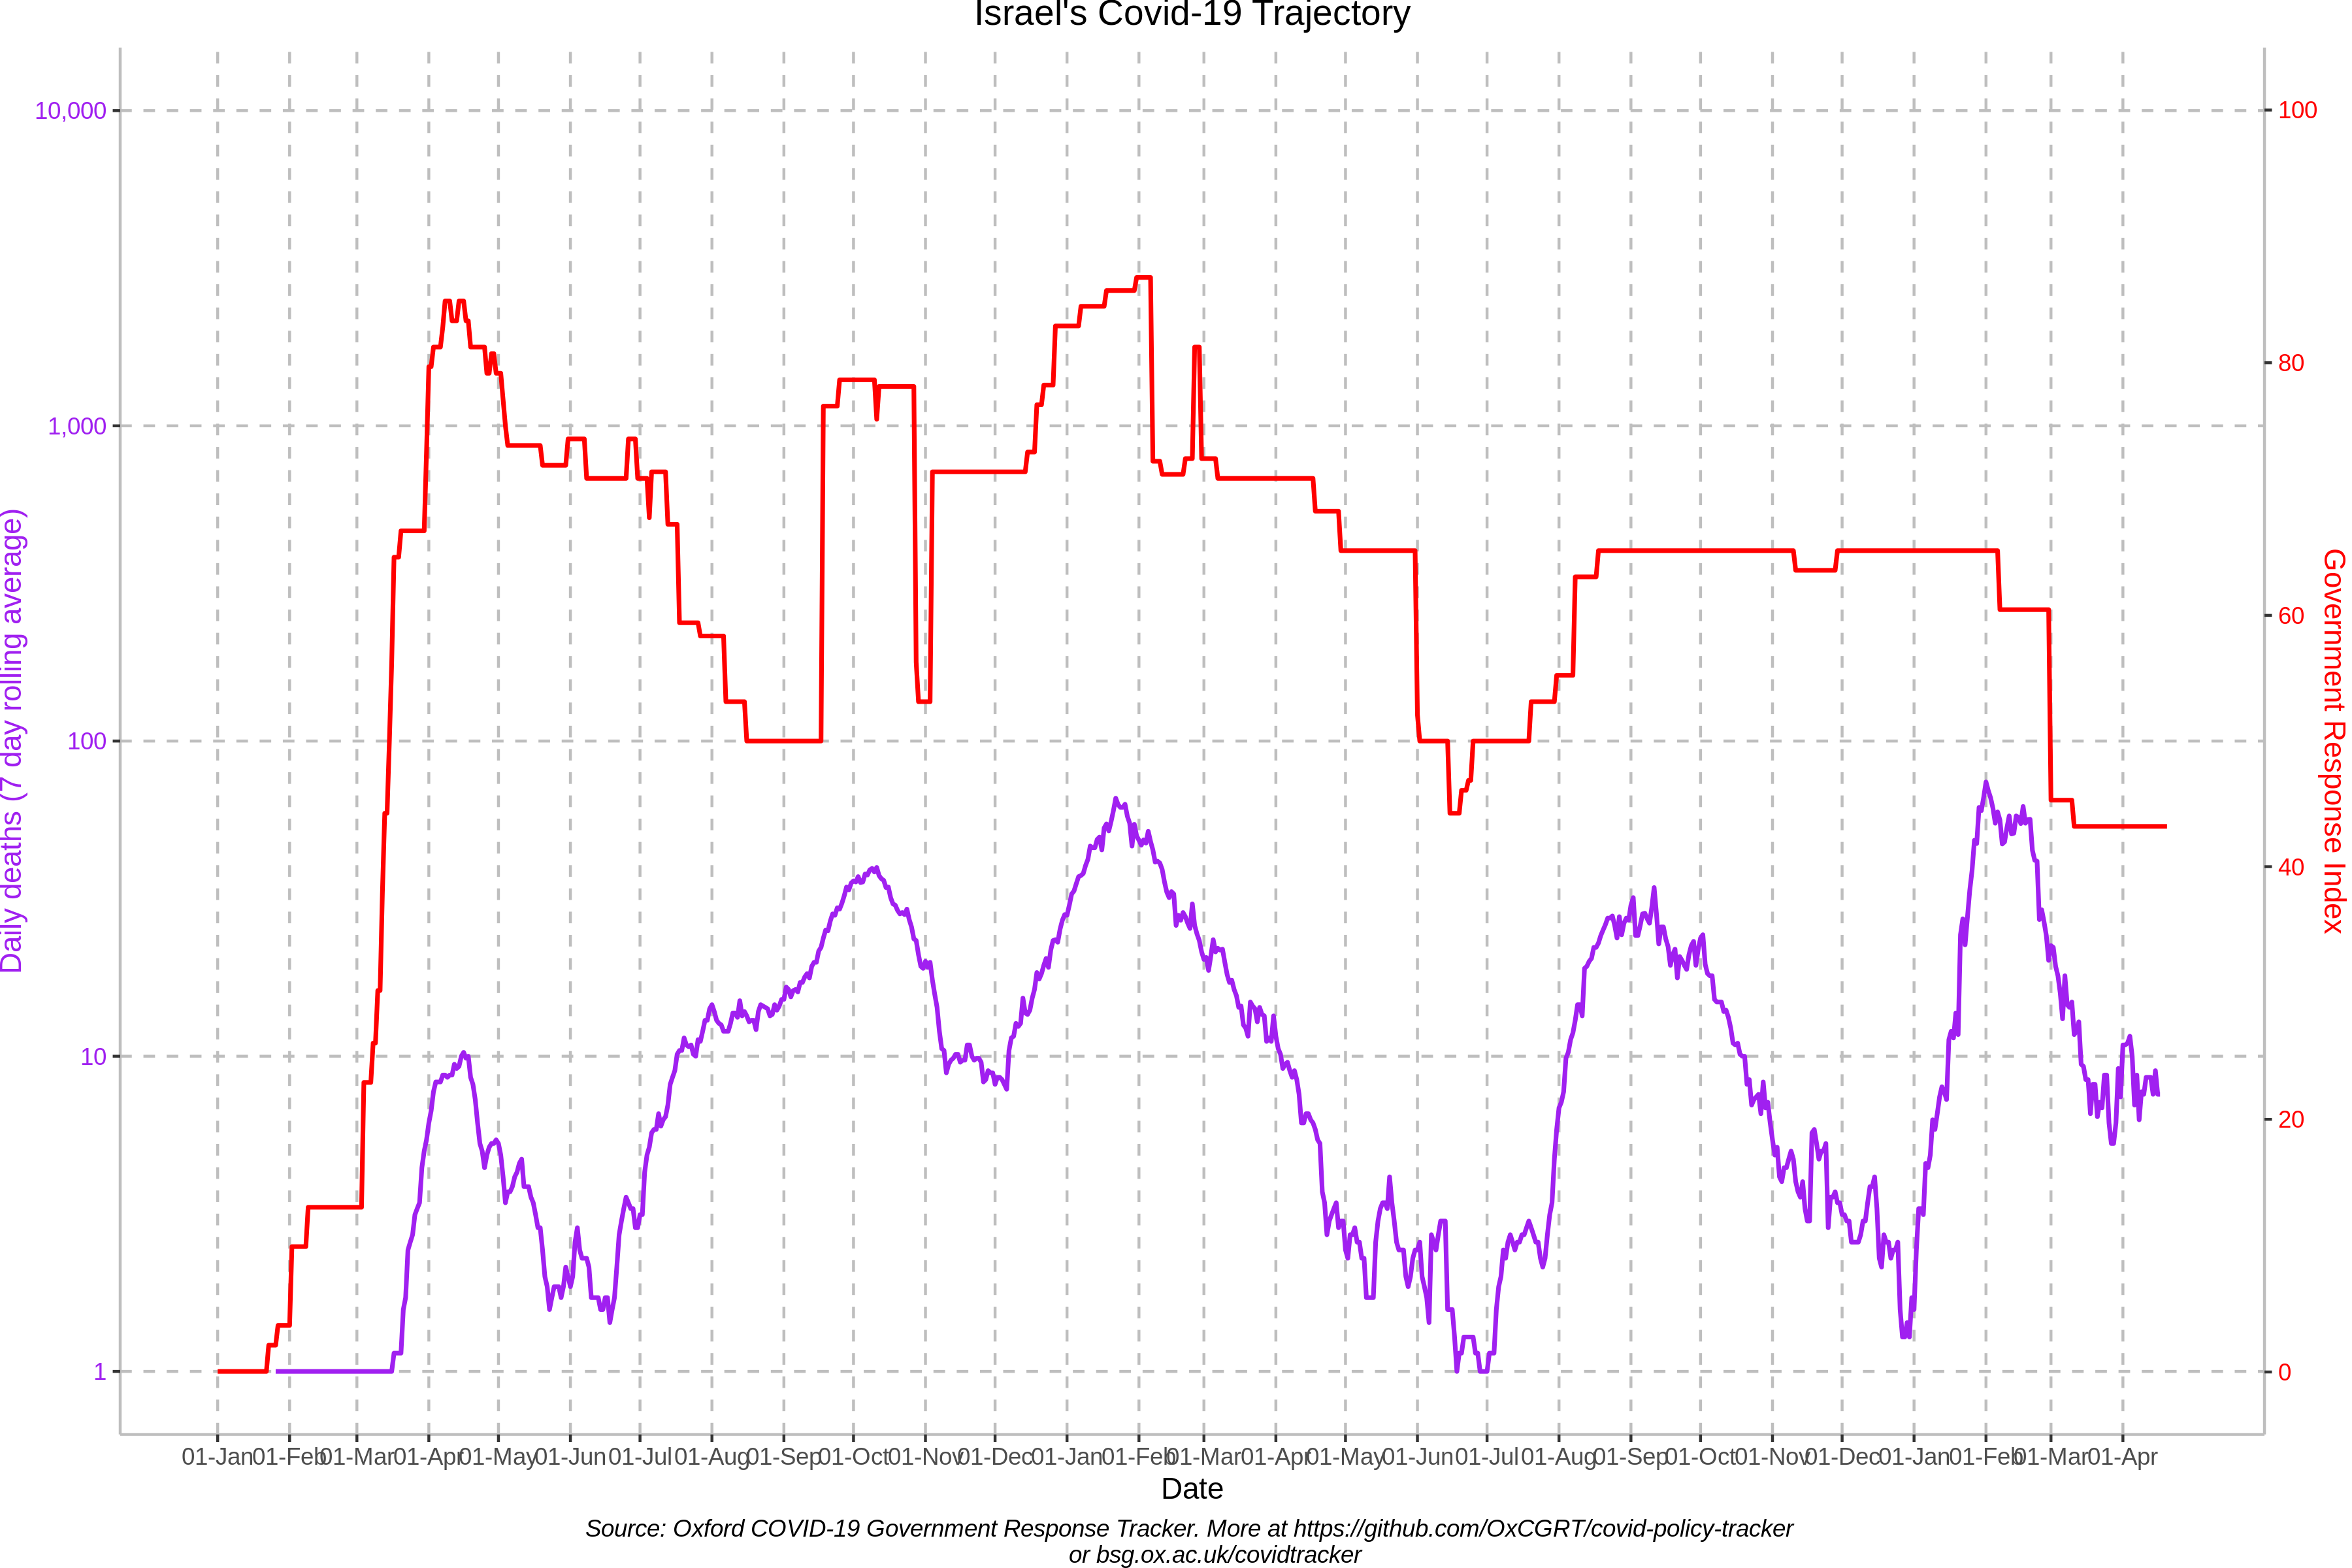 Israel's Covid-19 Trajectory
10,000
1,000
100
10
1
Daily deaths (7 day rolling average)
100
80
60
40
20
0
Government Response Index
01-Jan 01-Feb 01-Mar 01-Apr 01-May 01-Jun 01-Jul 01-Aug 01-Sep 01-Oct 01-Nov 01-Dec 01-Jan 01-Feb 01-Mar 01-Apr 01-May 01-Jun 01-Jul 01-Aug 01-Sep 01-Oct 01-Nov 01-Dec 01-Jan 01-Feb 01-Mar 01-Apr
Date
Source: Oxford COVID-19 Government Response Tracker. More at https://github.com/OxCGRT/covid-policy-tracker
or bsg.ox.ac.uk/covidtracker